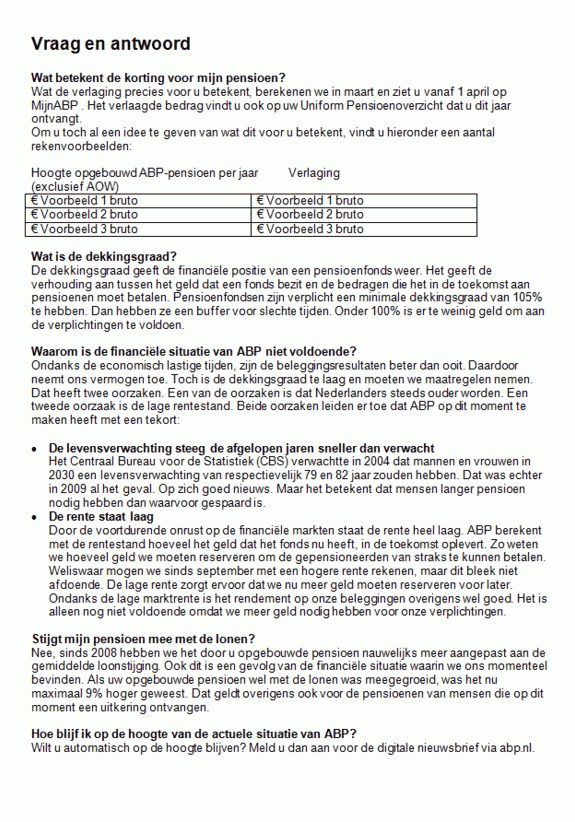 Vraag en antwoord
Wat betekent de korting voor mijn pensioen?
Wat de verlaging precies voor u betekent, berekenen we in maart en ziet u vanaf 1 april op
MijnABP . Het verlaagde bedrag vindt u ook op uw Uniform Pensioenoverzicht dat u dit jaar
ontvangt.
Om u toch al een idee te geven van wat dit voor u betekent, vindt u hieronder een aantal
rekenvoorbeelden:
Hoogte opgebouwd ABP-pensioen per jaar Verlaging
(exclusief AOW)
€ Voorbeeld 1 bruto € Voorbeeld 1 bruto
€ Voorbeeld 2 bruto € Voorbeeld 2 bruto
€ Voorbeeld 3 bruto € Voorbeeld 3 bruto
Wat is de dekkingsgraad?
De dekkingsgraad geeft de financiële positie van een pensioenfonds weer. Het geeft de
verhouding aan tussen het geld dat een fonds bezit en de bedragen die het in de toekomst aan
pensioenen moet betalen. Pensioenfondsen zijn verplicht een minimale dekkingsgraad van 105%
te hebben. Dan hebben ze een buffer voor slechte tijden. Onder 100% is er te weinig geld om aan
de verplichtingen te voldoen.
Waarom is de financiële situatie van ABP niet voldoende?
Ondanks de economisch lastige tijden, zijn de beleggingsresultaten beter dan ooit. Daardoor
neemt ons vermogen toe. Toch is de dekkingsgraad te laag en moeten we maatregelen nemen.
Dat heeft twee oorzaken. Een van de oorzaken is dat Nederlanders steeds ouder worden. Een
tweede oorzaak is de lage rentestand. Beide oorzaken leiden er toe dat ABP op dit moment te
maken heeft met een tekort:
• De levensverwachting steeg de afgelopen jaren sneller dan verwacht
Het Centraal Bureau voor de Statistiek (CBS) verwachtte in 2004 dat mannen en vrouwen in
2030 een levensverwachting van respectievelijk 79 en 82 jaar zouden hebben. Dat was echter
in 2009 al het geval. Op zich goed nieuws. Maar het betekent dat mensen langer pensioen
nodig hebben dan waarvoor gespaard is.
• De rente staat laag
Door de voortdurende onrust op de financiële markten staat de rente heel laag. ABP berekent
met de rentestand hoeveel het geld dat het fonds nu heeft, in de toekomst oplevert. Zo weten
we hoeveel geld we moeten reserveren om de gepensioneerden van straks te kunnen betalen.
Weliswaar mogen we sinds september met een hogere rente rekenen, maar dit bleek niet
afdoende. De lage rente zorgt ervoor dat we nu meer geld moeten reserveren voor later.
Ondanks de lage marktrente is het rendement op onze beleggingen overigens wel goed. Het is
alleen nog niet voldoende omdat we meer geld nodig hebben voor onze verplichtingen.
Stijgt mijn pensioen mee met de lonen?
Nee, sinds 2008 hebben we het door u opgebouwde pensioen nauwelijks meer aangepast aan de
gemiddelde loonstijging. Ook dit is een gevolg van de financiële situatie waarin we ons momenteel
bevinden. Als uw opgebouwde pensioen wel met de lonen was meegegroeid, was het nu
maximaal 9% hoger geweest. Dat geldt overigens ook voor de pensioenen van mensen die op dit
moment een uitkering ontvangen.
Hoe blijf ik op de hoogte van de actuele situatie van ABP?
Wilt u automatisch op de hoogte blijven? Meld u dan aan voor de digitale nieuwsbrief via abp.nl.